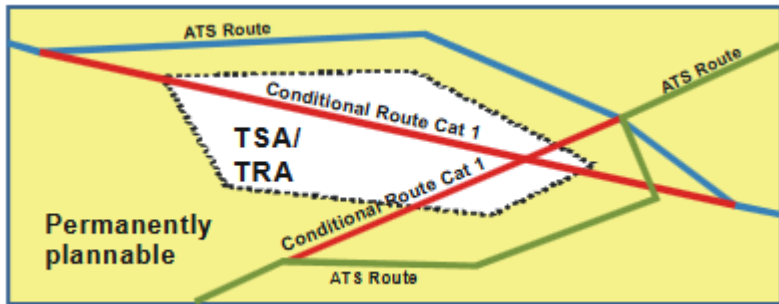 ATS Route
ATS Route
Conditional Route Cat 1
TSA/
TRA
Conditional Route Cat 1
Permanently
plannable
ATS Route